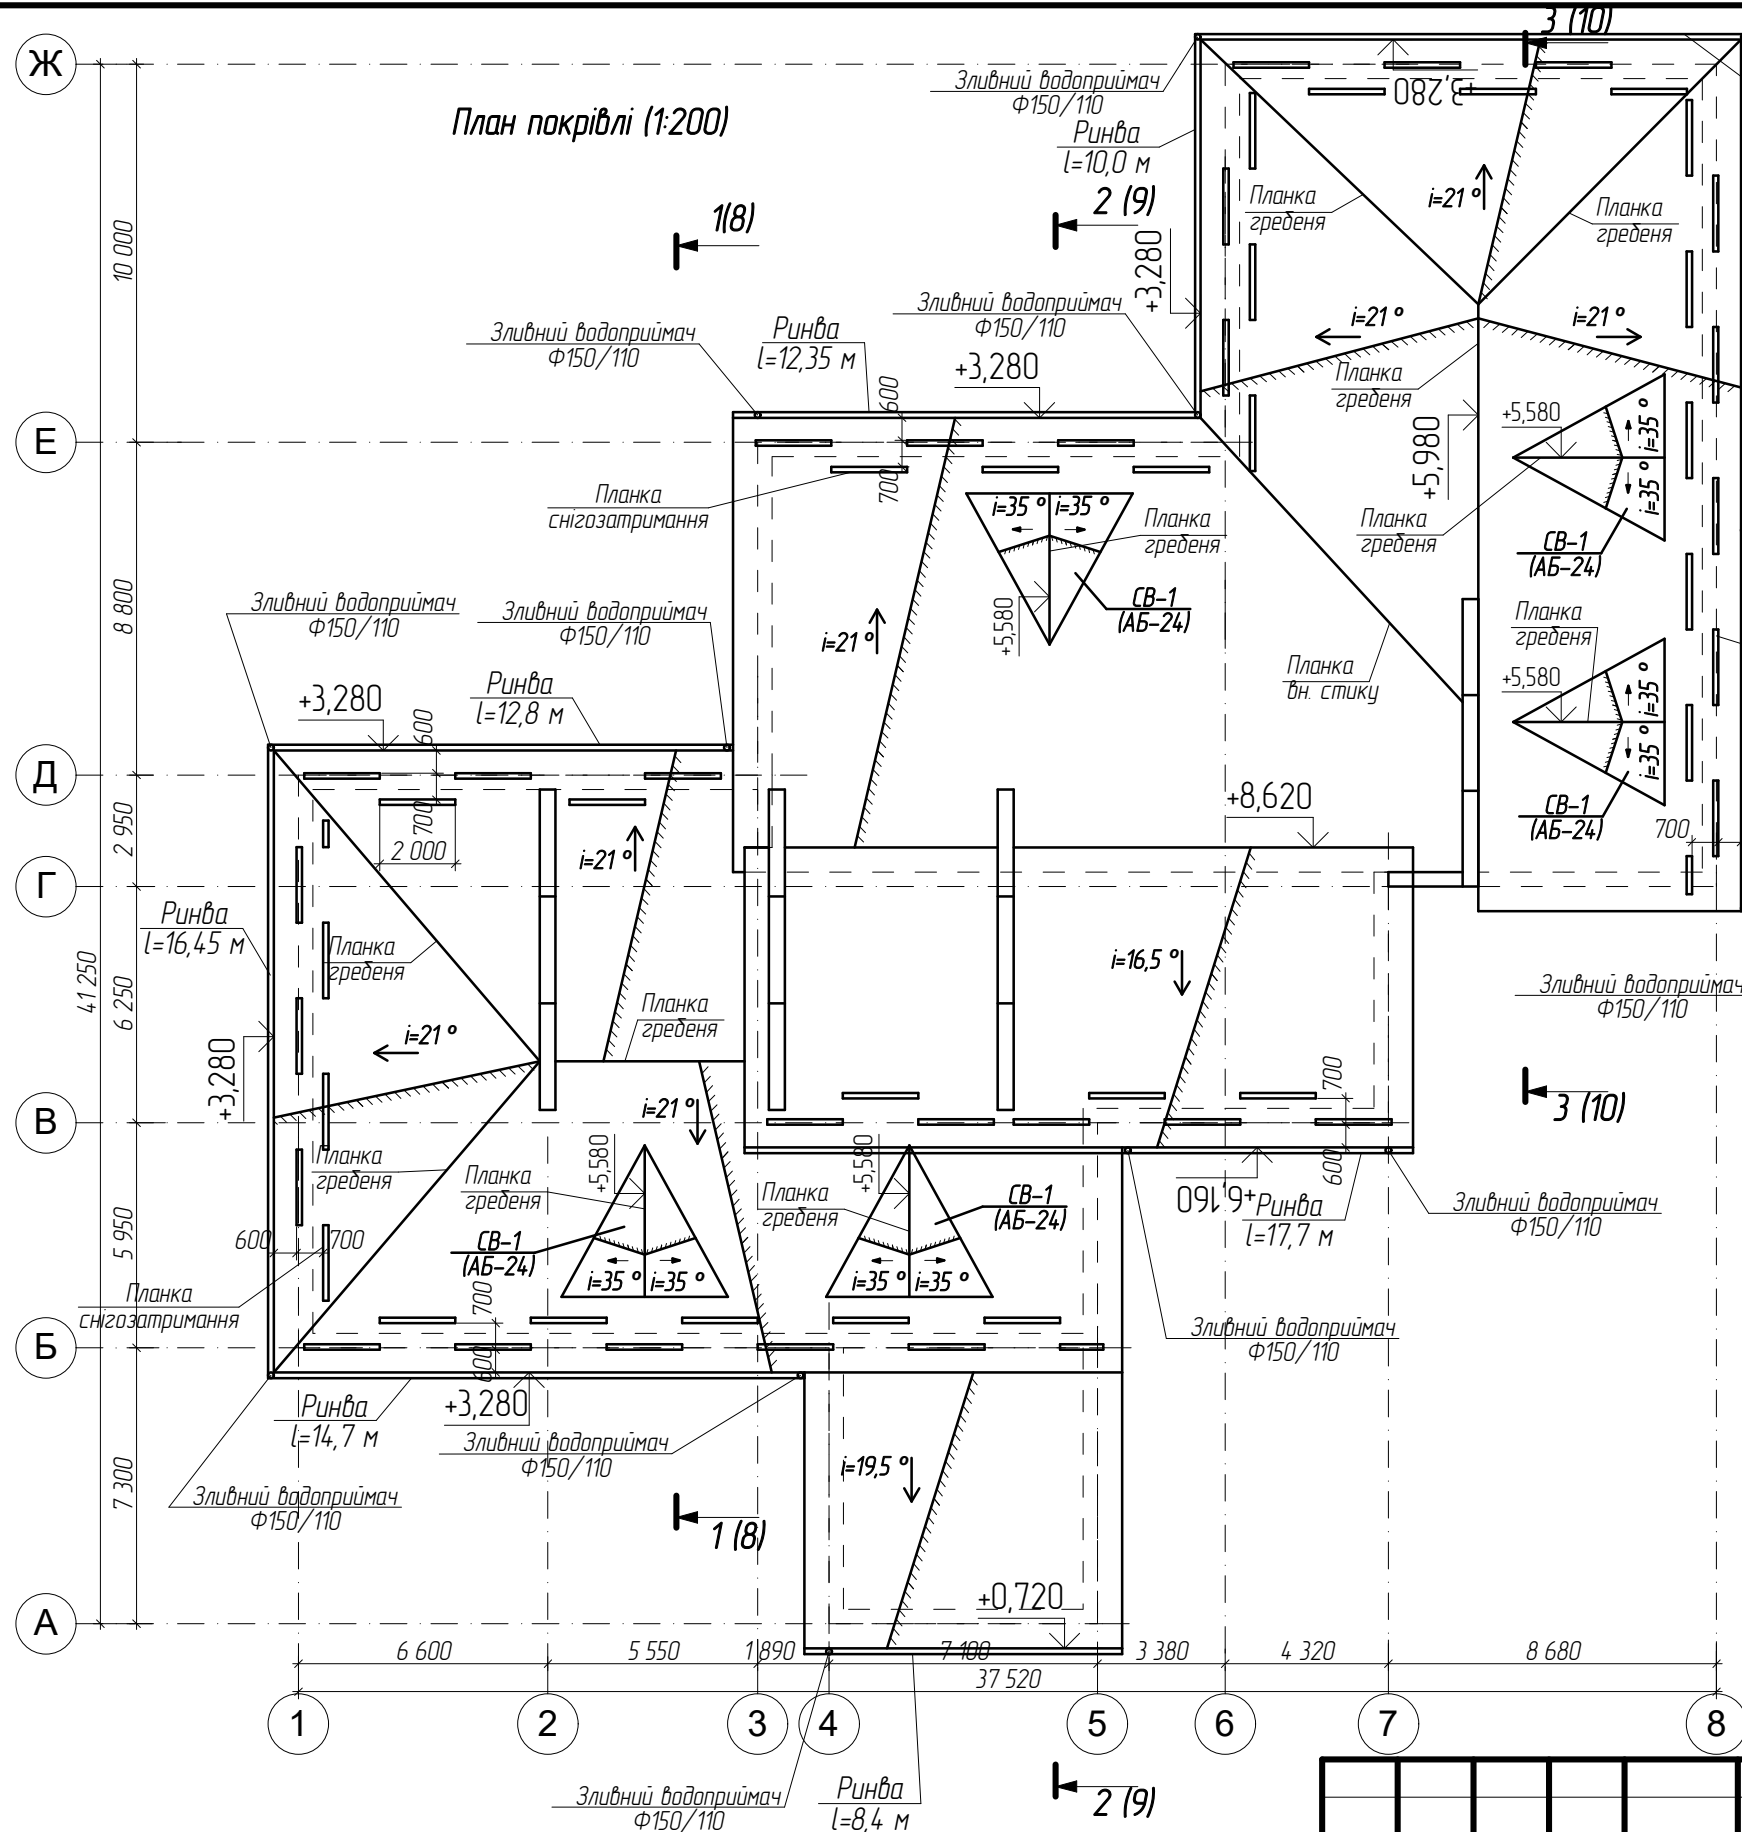 3 (10)
Ж
План покрівлі (1:200)
Зливний водоприймач
Ф150/110
Ринва
l=10,0 м
+3,280
1(8)
2 (9)
10 000
Планка
гребеня
i=21 °
Планка
гребеня
+3,280
Зливний водоприймач
Ф150/110
Зливний водоприймач
Ф150/110
Ринва
l=12,35 м
+3,280
600
i=21 °
i=21 °
Планка
гребеня
Е
700
+5,980
+5,580
i=35 °
i=35 °
Планка
снігозатримання
i=35 °
i=35 °
Планка
гребеня
Планка
гребеня
СВ-1
(АБ-24)
8 800
Зливний водоприймач
Ф150/110
Зливний водоприймач
Ф150/110
+5,580
СВ-1
(АБ-24)
i=21 °
Планка
гребеня
Планка
вн. стику
+5,580
i=35 °
i=35 °
Ринва
l=12,8 м
+3,280
600
Д
+8,620
СВ-1
(АБ-24)
700
2 950
700
2 000
i=21 °
Г
Ринва
l=16,45 м
Планка
гребеня
41 250
6 250
i=16,5 °
Зливний водоприймач
Ф150/110
Планка
гребеня
i=21 °
+3,280
700
3 (10)
i=21 °
В
Планка
гребеня
+5,580
Планка
гребеня
+5,580
Планка
гребеня
СВ-1
(АБ-24)
600
+6,160
Ринва
l=17,7 м
Зливний водоприймач
Ф150/110
5 950
600
700
СВ-1
(АБ-24)
i=35 °
i=35 °
i=35 °
i=35 °
Планка
снігозатримання
700
Зливний водоприймач
Ф150/110
Б
600
Ринва
l=14,7 м
+3,280
Зливний водоприймач
Ф150/110
i=19,5 °
7 300
Зливний водоприймач
Ф150/110
1 (8)
+0,720
А
6 600
5 550
1 890
7 100
3 380
4 320
8 680
37 520
1
2
3
4
5
6
7
8
Зливний водоприймач
Ф150/110
Ринва
l=8,4 м
2 (9)